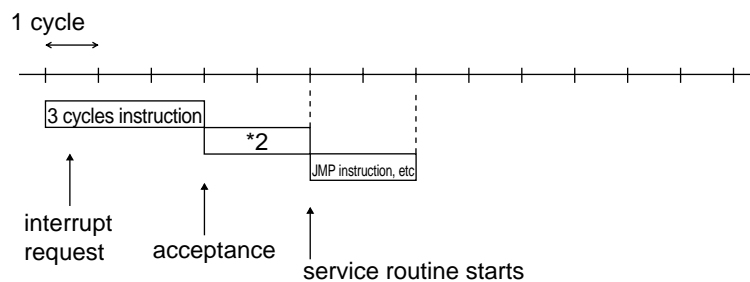 1 cycle
3 cycles instruction
*2
JMP instruction, etc
interrupt
request
acceptance
service routine starts